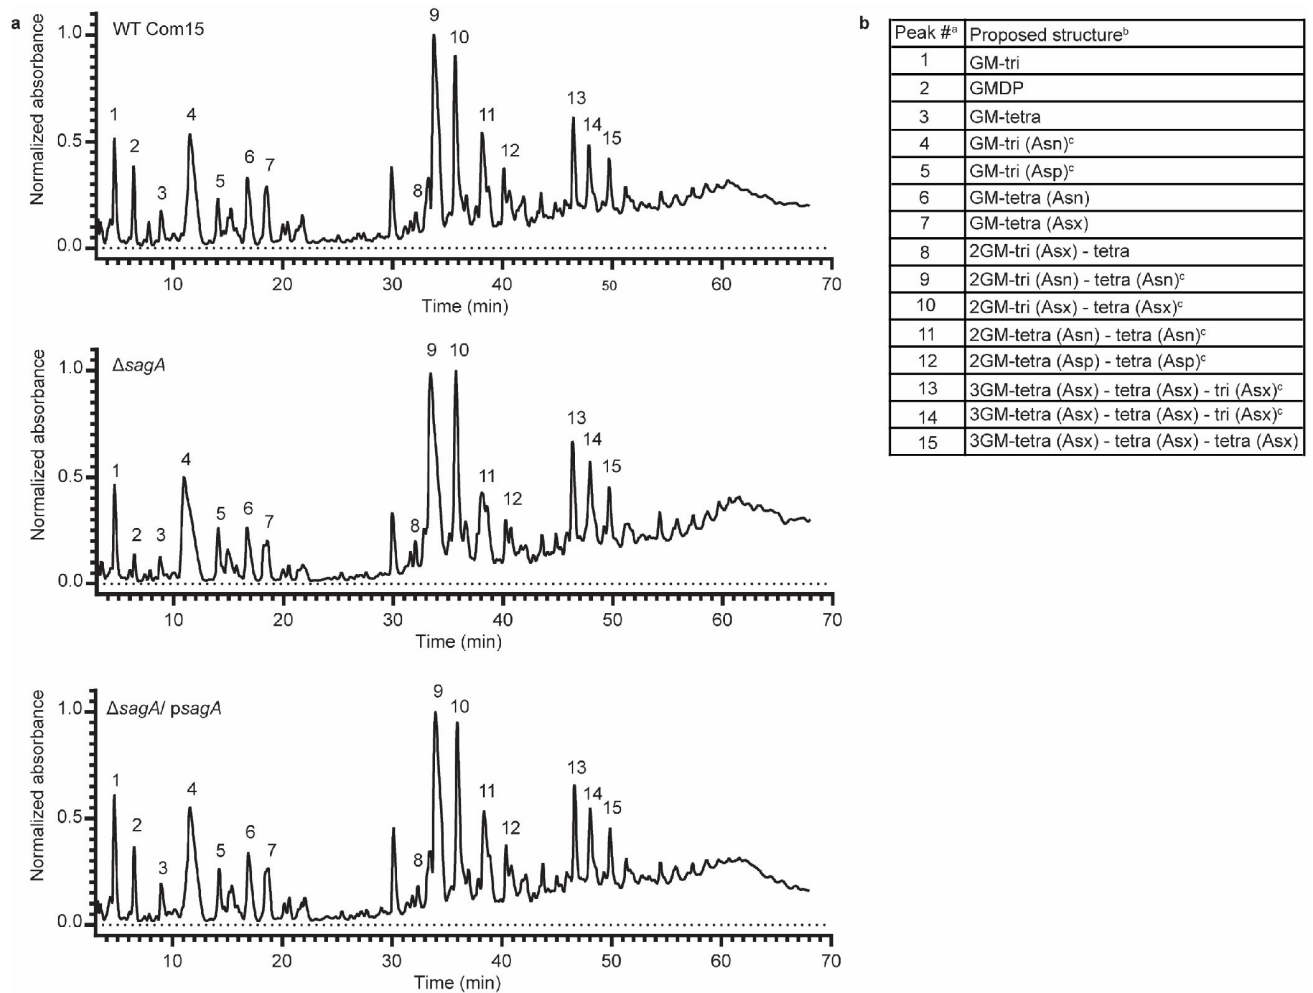 a
WT Com15
Normalized absorbance
1.0
0.5
0.0
1
2
3
4
5
6
7
8
9
10
11
12
13
14
15
10 20 30 40 50 60 70
Time (min)
ΔsagA
Normalized absorbance
1.0
0.5
0.0
1
2
3
4
5
6
7
8
9
10
11
12
13
14
15
10 20 30 40 50 60 70
Time (min)
ΔsagA/ psagA
Normalized absorbance
1.0
0.5
0.0
1
2
3
4
5
6
7
8
9
10
11
12
13
14
15
10 20 30 40 50 60 70
Time (min)
b
Peak #ᵃ Proposed structureᵇ
1 GM-tri
2 GMDP
3 GM-tetra
4 GM-tri (Asn)ᶜ
5 GM-tri (Asp)ᶜ
6 GM-tetra (Asn)
7 GM-tetra (Asx)
8 2GM-tri (Asx) - tetra
9 2GM-tri (Asn) - tetra (Asn)ᶜ
10 2GM-tri (Asx) - tetra (Asx)ᶜ
11 2GM-tetra (Asn) - tetra (Asn)ᶜ
12 2GM-tetra (Asp) - tetra (Asp)ᶜ
13 3GM-tetra (Asx) - tetra (Asx) - tri (Asx)ᶜ
14 3GM-tetra (Asx) - tetra (Asx) - tri (Asx)ᶜ
15 3GM-tetra (Asx) - tetra (Asx) - tetra (Asx)